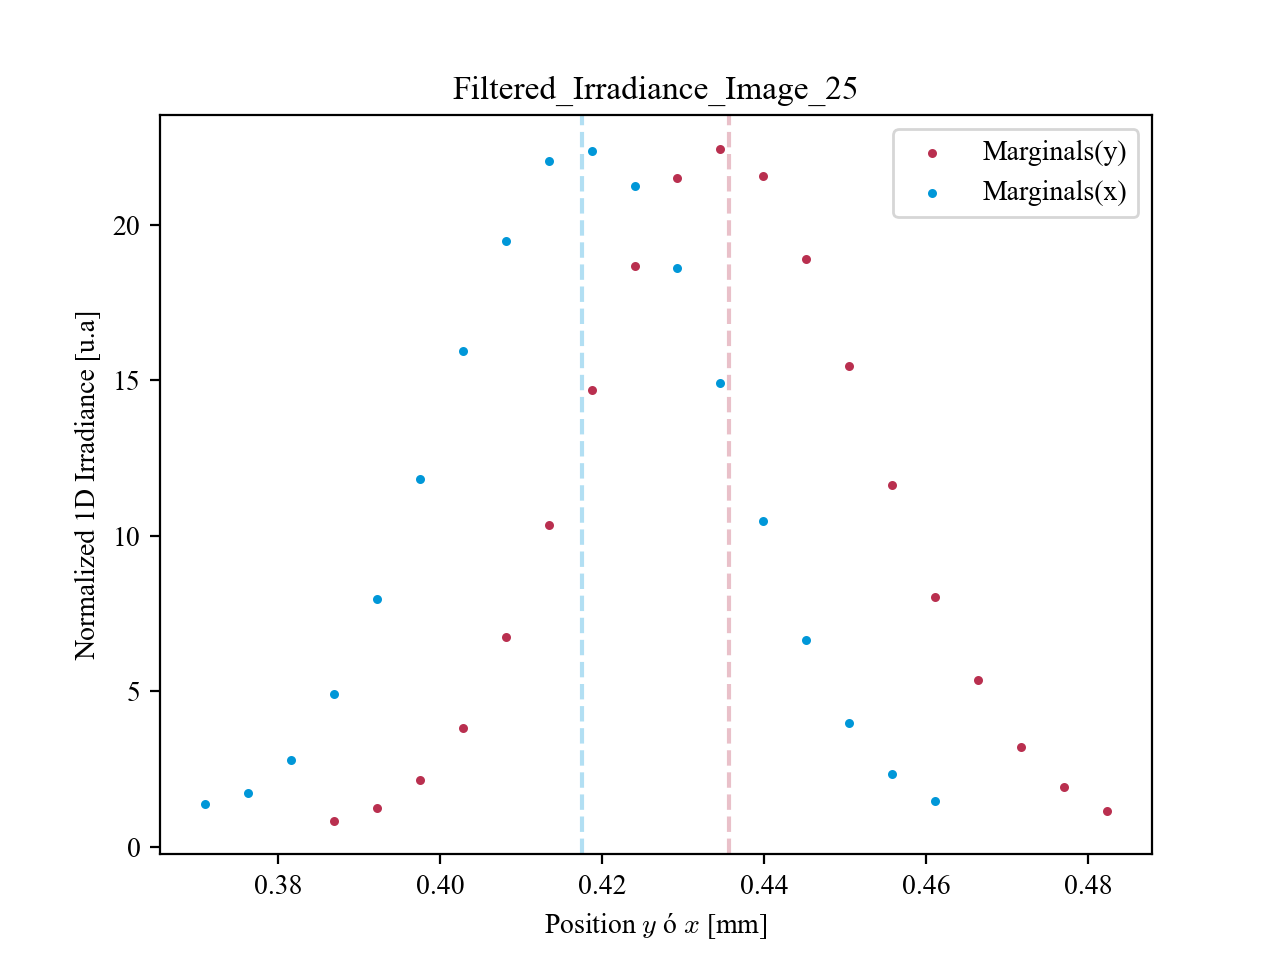 Filtered_Irradiance_Image_25
Marginals(y)
Marginals(x)
Normalized 1D Irradiance [u.a]
20
15
10
5
0
0.38 0.40 0.42 0.44 0.46 0.48
Position y ó x [mm]